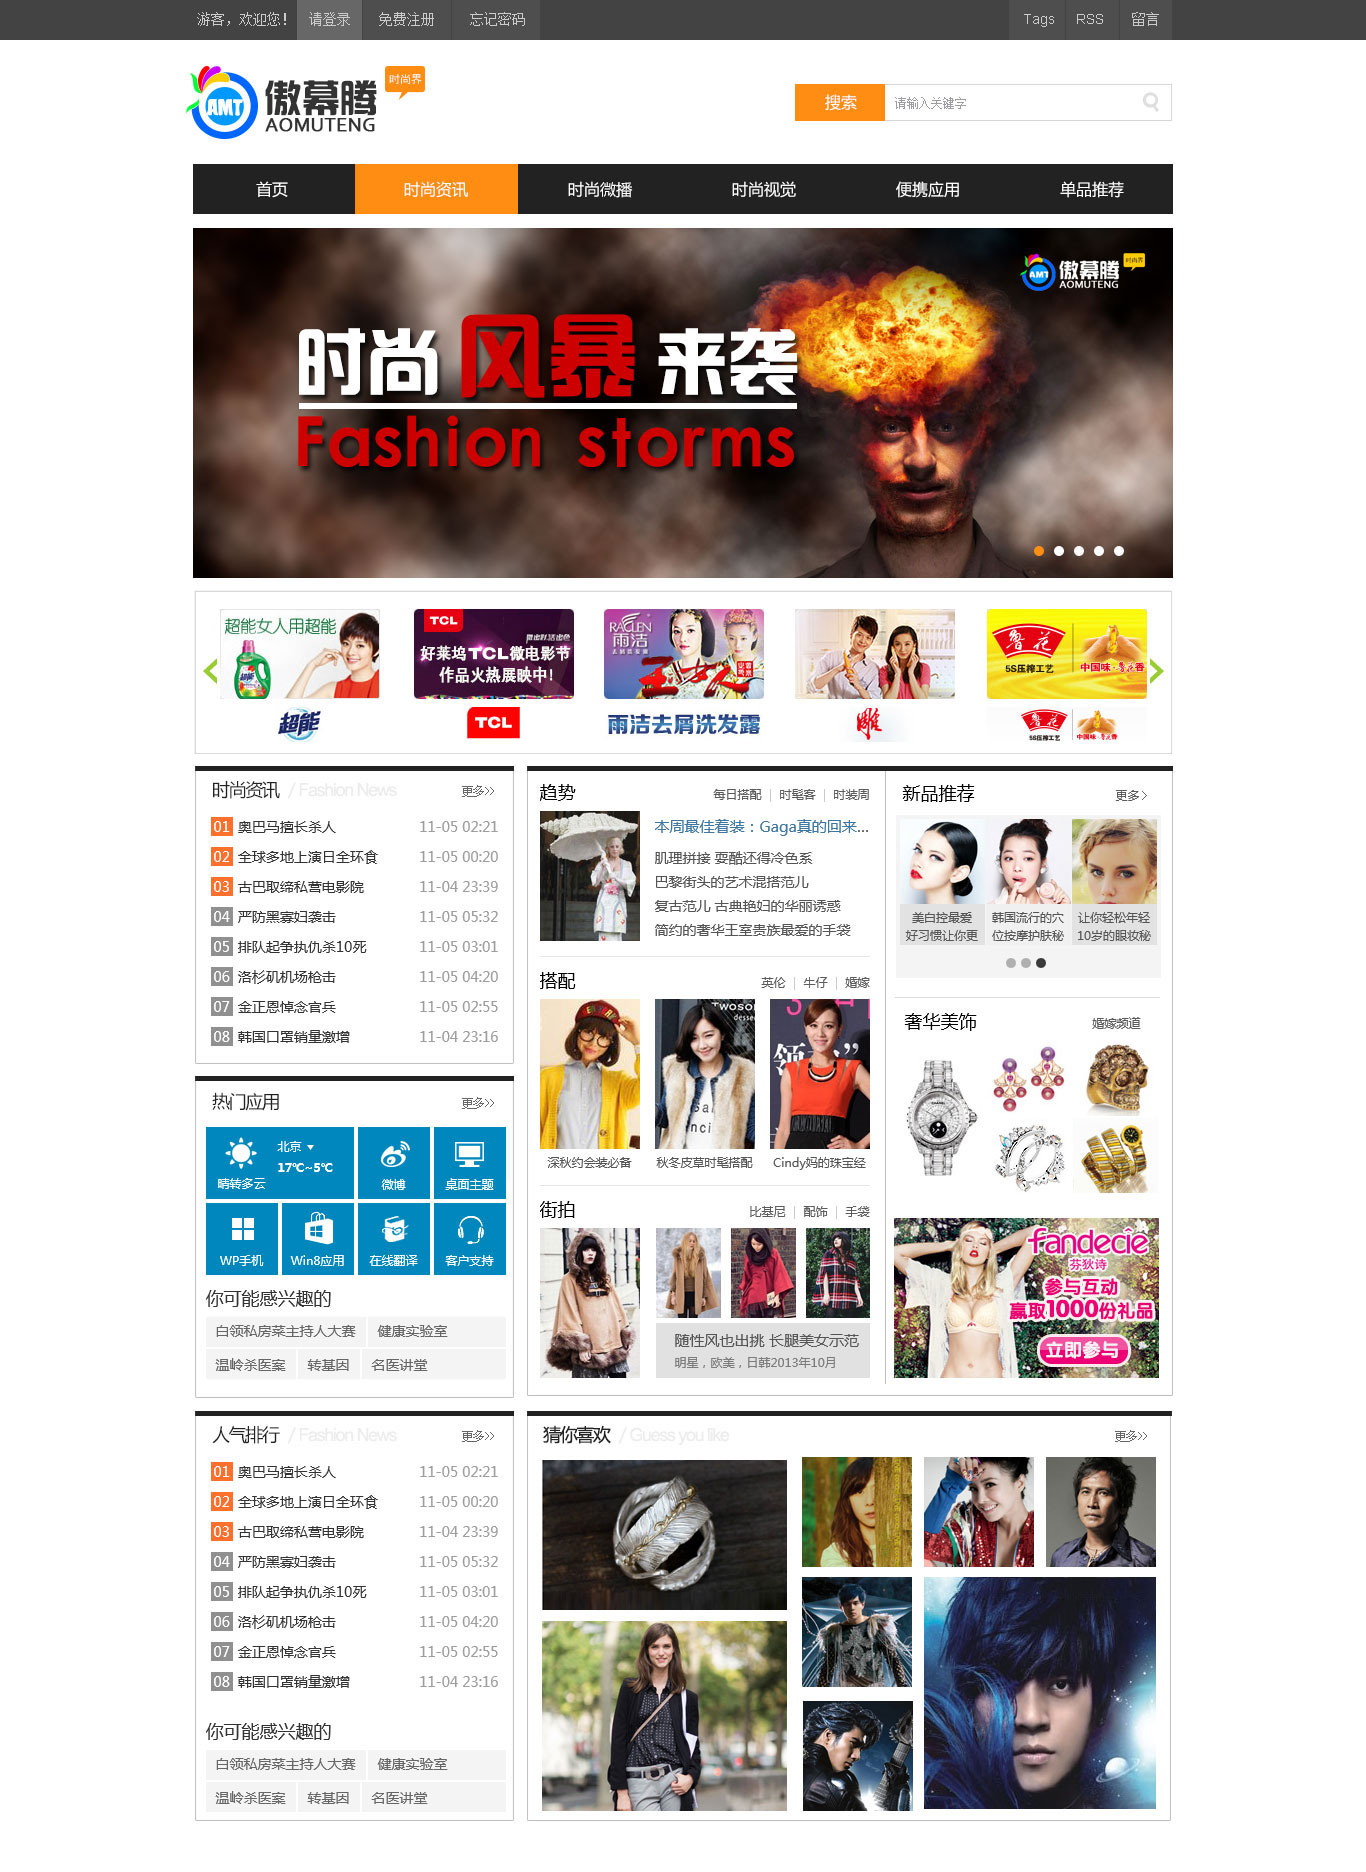 游客，欢迎您！ 请登录 免费注册 忘记密码 Tags RSS 留言
AMT 傲幕腾 时尚界
AOMUTENG
搜索 请输入关键字
首页 时尚资讯 时尚微播 时尚视觉 便携应用 单品推荐
AMT 傲幕腾 时尚界
AOMUTENG
时尚 风暴 来袭
Fashion storms
超能女人用超能
TCL
好莱坞TCL微电影节
作品火热展映中!
RACLEN
雨洁
鲁花
5S压榨工艺
中国味·鲁花香
超能
TCL
雨洁去屑洗发露
雕
鲁花
5S压榨工艺
中国味·鲁花香
时尚资讯 / Fashion News 更多>>
01 奥巴马擅长杀人 11-05 02:21
02 全球多地上演日全环食 11-05 00:20
03 古巴取缔私营电影院 11-04 23:39
04 严防黑寡妇袭击 11-05 05:32
05 排队起争执仇杀10死 11-05 03:01
06 洛杉矶机场枪击 11-05 04:20
07 金正恩悼念官兵 11-05 02:55
08 韩国口罩销量激增 11-04 23:16
趋势 每日搭配 | 时髦客 | 时装周
本周最佳着装：Gaga真的回来...
肌理拼接 耍酷还得冷色系
巴黎街头的艺术混搭范儿
复古范儿 古典艳妇的华丽诱惑
简约的奢华王室贵族最爱的手袋
搭配 英伦 | 牛仔 | 婚嫁
深秋约会装必备
秋冬皮草时髦搭配
Cindy妈的珠宝经
街拍 比基尼 | 配饰 | 手袋
随性风也出挑 长腿美女示范
明星，欧美，日韩2013年10月
新品推荐 更多>
美白控最爱
好习惯让你更
韩国流行的穴
位按摩护肤秘
让你轻松年轻
10岁的眼妆秘
奢华美饰 婚嫁频道
fandecie
芬狄诗
参与互动
赢取1000份礼品
立即参与
热门应用 更多>>
北京
17℃~5℃
晴转多云 微博 桌面主题
WP手机 Win8应用 在线翻译 客户支持
你可能感兴趣的
白领私房菜主持人大赛 健康实验室
温岭杀医案 转基因 名医讲堂
人气排行 / Fashion News 更多>>
01 奥巴马擅长杀人 11-05 02:21
02 全球多地上演日全环食 11-05 00:20
03 古巴取缔私营电影院 11-04 23:39
04 严防黑寡妇袭击 11-05 05:32
05 排队起争执仇杀10死 11-05 03:01
06 洛杉矶机场枪击 11-05 04:20
07 金正恩悼念官兵 11-05 02:55
08 韩国口罩销量激增 11-04 23:16
你可能感兴趣的
白领私房菜主持人大赛 健康实验室
温岭杀医案 转基因 名医讲堂
猜你喜欢 / Guess you like 更多>>